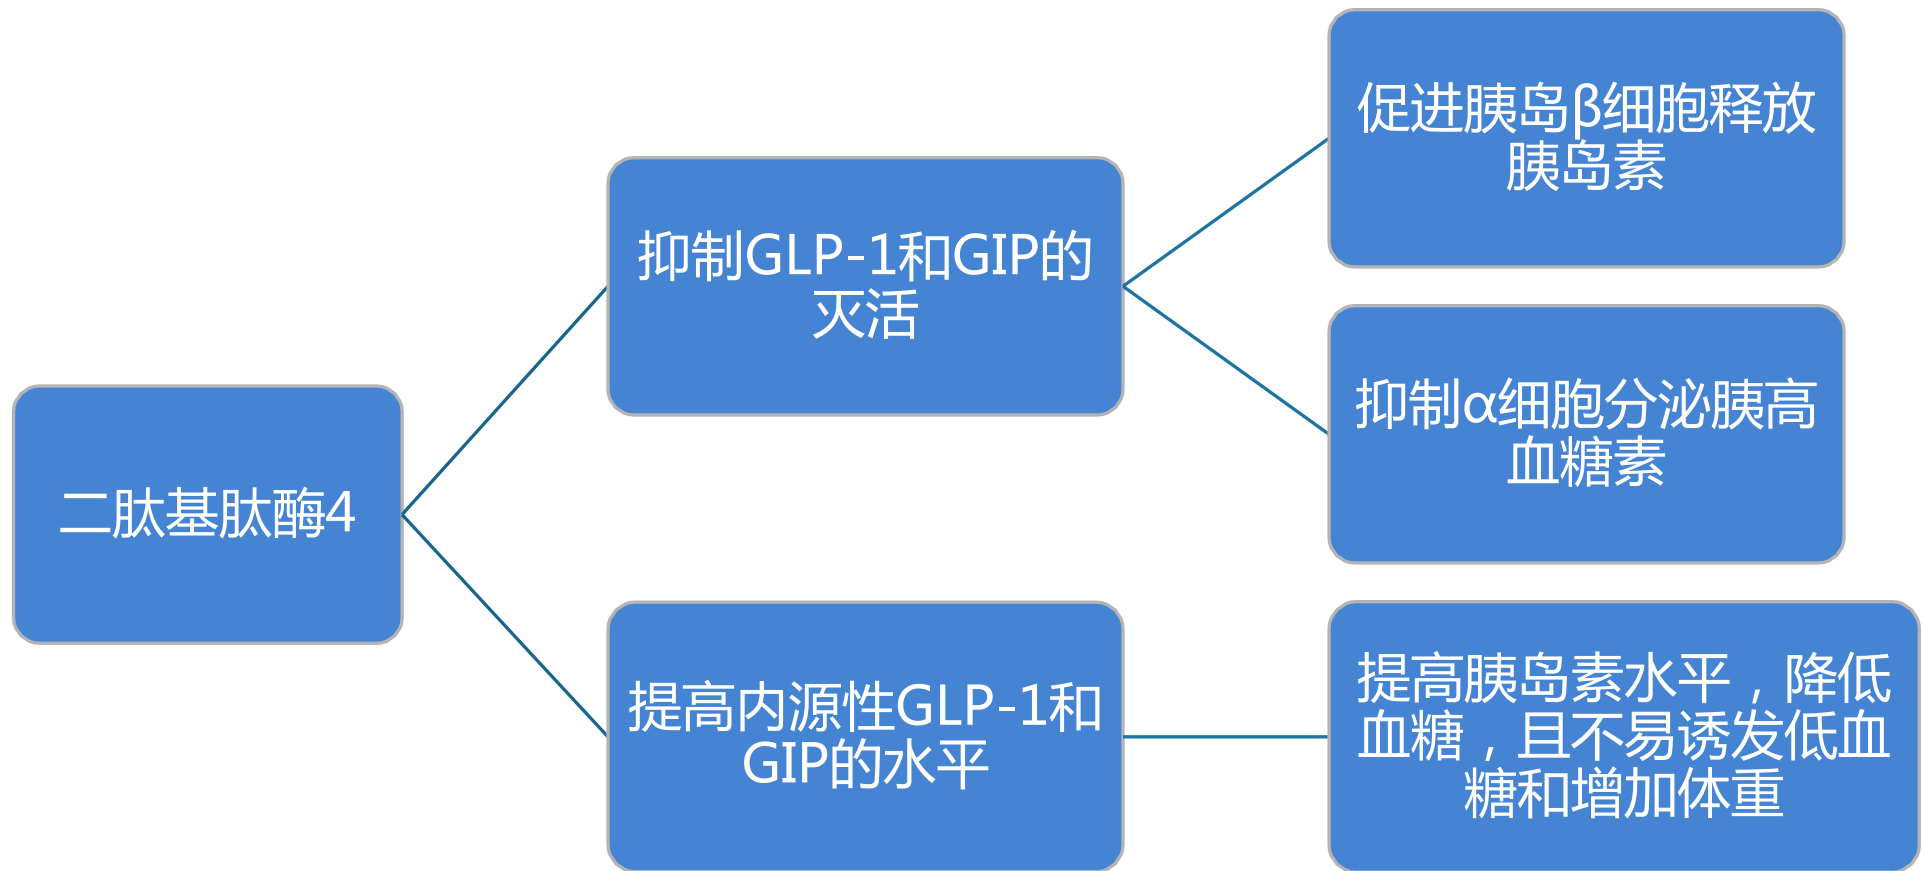 二肽基肽酶4
抑制GLP-1和GIP的
灭活
促进胰岛β细胞释放
胰岛素
抑制α细胞分泌胰高
血糖素
提高内源性GLP-1和
GIP的水平
提高胰岛素水平，降低
血糖，且不易诱发低血
糖和增加体重